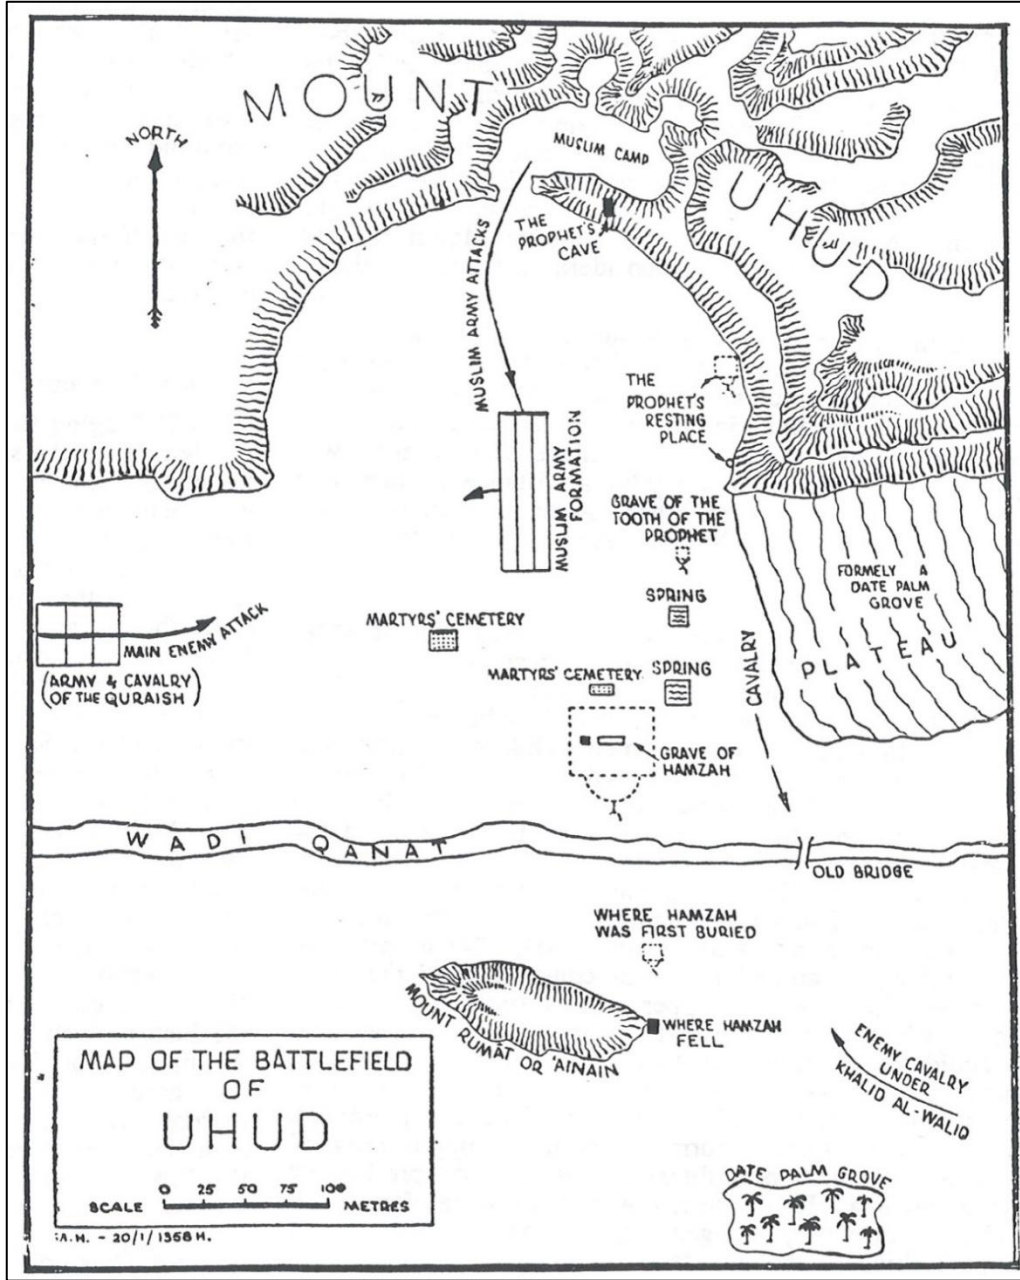 MOUNT
NORTH
MUSLIM CAMP
UHUD
THE
PROPHET'S
CAVE
MUSLIM ARMY ATTACKS
THE
PROPHET'S
RESTING
PLACE
MUSLIM ARMY
FORMATION
GRAVE OF THE
TOOTH OF THE
PROPHET
FORMELY A
DATE PALM
GROVE
PLATEAU
SPRING
MARTYRS' CEMETERY
MAIN ENEMY ATTACK
(ARMY & CAVALRY
OF THE QURAISH)
CAVALRY
MARTYRS' CEMETERY
SPRING
GRAVE OF
HAMZAH
WADI QANAT
OLD BRIDGE
WHERE HAMZAH
WAS FIRST BURIED
MOUNT RUMAT OR 'AINAIN
WHERE HAMZAH
FELL
ENEMY CAVALRY
UNDER
KHALID AL-WALIQ
MAP OF THE BATTLEFIELD
OF
UHUD
0 25 50 75 100
SCALE METRES
A.H. - 20/1/1358H.
DATE PALM GROVE